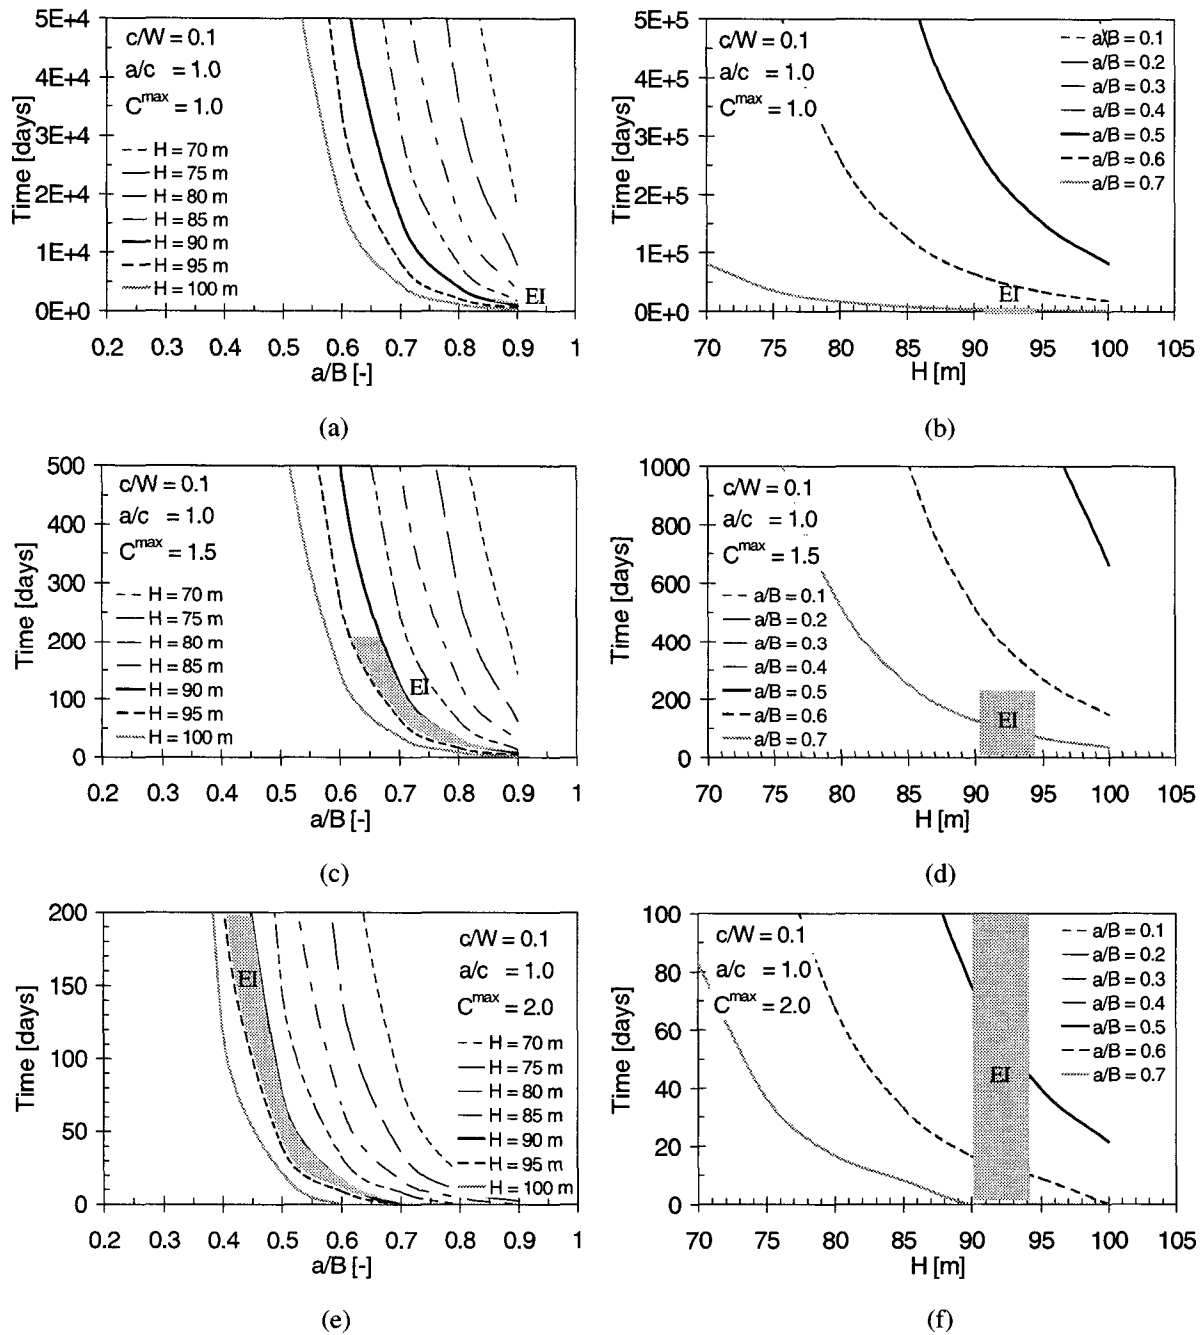 5E+4
4E+4
3E+4
2E+4
1E+4
0E+0
Time [days]
c/W = 0.1
a/c = 1.0
C^max = 1.0
H = 70 m
H = 75 m
H = 80 m
H = 85 m
H = 90 m
H = 95 m
H = 100 m
EI
0.2 0.3 0.4 0.5 0.6 0.7 0.8 0.9 1
a/B [-]
(a)
5E+5
4E+5
3E+5
2E+5
1E+5
0E+0
Time [days]
c/W = 0.1
a/c = 1.0
C^max = 1.0
a/B = 0.1
a/B = 0.2
a/B = 0.3
a/B = 0.4
a/B = 0.5
a/B = 0.6
a/B = 0.7
EI
70 75 80 85 90 95 100 105
H [m]
(b)
500
400
300
200
100
0
Time [days]
c/W = 0.1
a/c = 1.0
C^max = 1.5
H = 70 m
H = 75 m
H = 80 m
H = 85 m
H = 90 m
H = 95 m
H = 100 m
EI
0.2 0.3 0.4 0.5 0.6 0.7 0.8 0.9 1
a/B [-]
(c)
1000
800
600
400
200
0
Time [days]
c/W = 0.1
a/c = 1.0
C^max = 1.5
a/B = 0.1
a/B = 0.2
a/B = 0.3
a/B = 0.4
a/B = 0.5
a/B = 0.6
a/B = 0.7
EI
70 75 80 85 90 95 100 105
H [m]
(d)
200
150
100
50
0
Time [days]
EI
c/W = 0.1
a/c = 1.0
C^max = 2.0
H = 70 m
H = 75 m
H = 80 m
H = 85 m
H = 90 m
H = 95 m
H = 100 m
0.2 0.3 0.4 0.5 0.6 0.7 0.8 0.9 1
a/B [-]
(e)
100
80
60
40
20
0
Time [days]
c/W = 0.1
a/c = 1.0
C^max = 2.0
EI
a/B = 0.1
a/B = 0.2
a/B = 0.3
a/B = 0.4
a/B = 0.5
a/B = 0.6
a/B = 0.7
70 75 80 85 90 95 100 105
H [m]
(f)